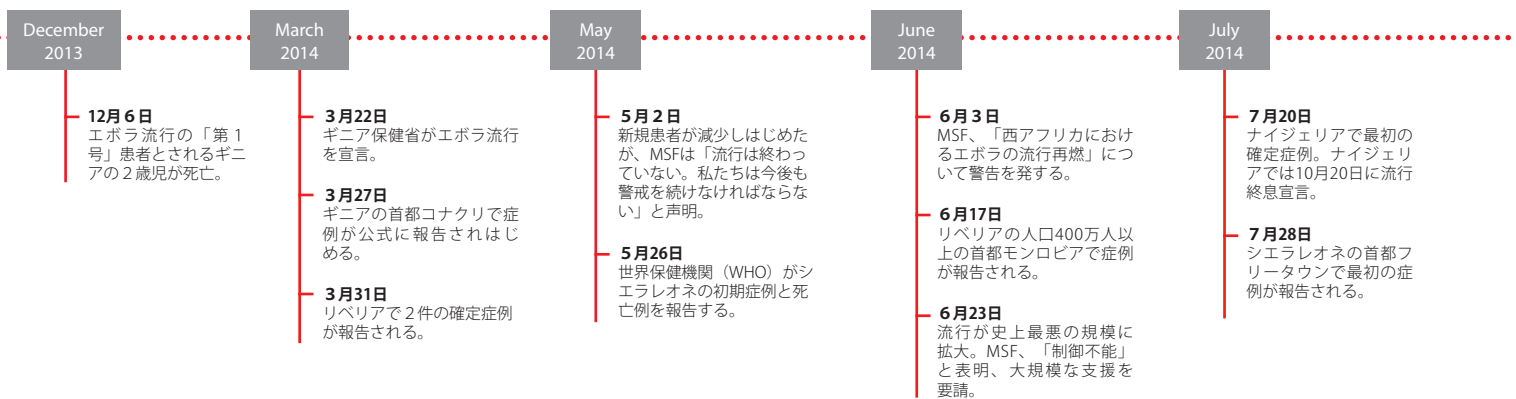 December
2013
12月6日
エボラ流行の「第1
号」患者とされるギニ
アの2歳児が死亡。
March
2014
3月22日
ギニア保健省がエボラ流行
を宣言。
3月27日
ギニアの首都コナクリで症
例が公式に報告されはじ
める。
3月31日
リベリアで2件の確定症例
が報告される。
May
2014
5月2日
新規患者が減少しはじめた
が、MSFは「流行は終わっ
ていない。私たちは今後も
警戒を続けなければならな
い」と声明。
5月26日
世界保健機関（WHO）がシ
エラレオネの初期症例と死
亡例を報告する。
June
2014
6月3日
MSF、「西アフリカにおけ
るエボラの流行再燃」につ
いて警告を発する。
6月17日
リベリアの人口400万人以
上の首都モンロビアで症例
が報告される。
6月23日
流行が史上最悪の規模に
拡大。MSF、「制御不能」
と表明、大規模な支援を
要請。
July
2014
7月20日
ナイジェリアで最初の
確定症例。ナイジェリ
アでは10月20日に流行
終息宣言。
7月28日
シエラレオネの首都フ
リータウンで最初の症
例が報告される。